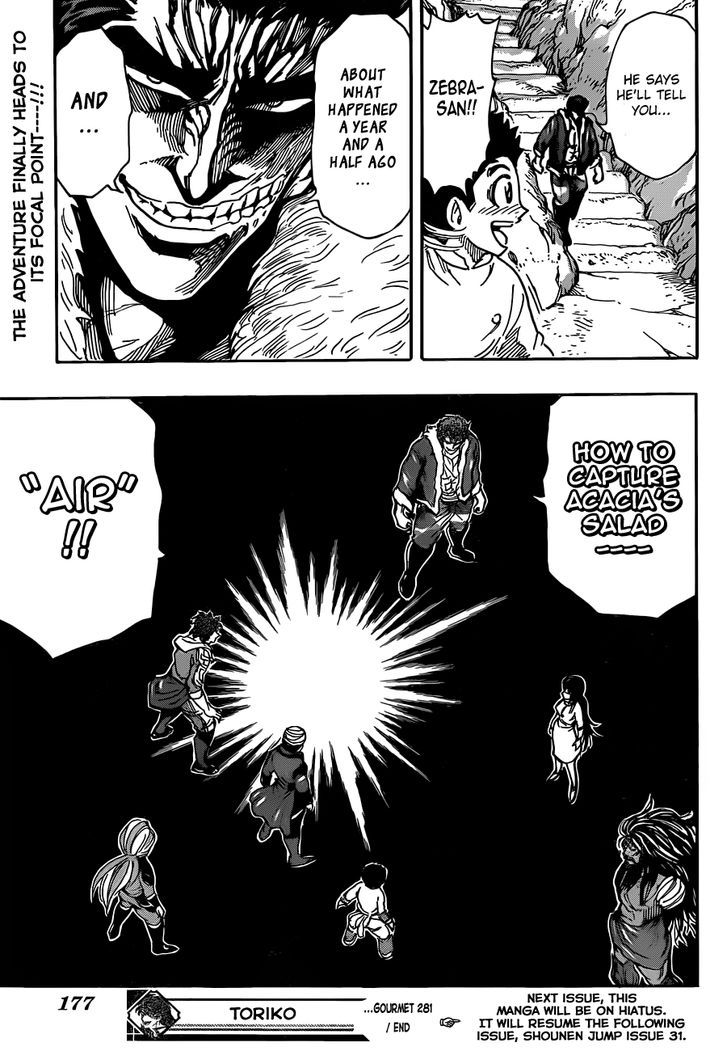 HE SAYS
HE'LL TELL
YOU...
ZEBRA-
SAN!!
ABOUT
WHAT
HAPPENED
A YEAR
AND A
HALF AGO
...
AND
...
THE ADVENTURE FINALLY HEADS TO
ITS FOCAL POINT----!!!
HOW TO
CAPTURE
ACACIA'S
SALAD
----
"AIR"
!!
177
TORIKO
...GOURMET 281
/ END
☞
NEXT ISSUE, THIS
MANGA WILL BE ON HIATUS.
IT WILL RESUME THE FOLLOWING
ISSUE, SHOUNEN JUMP ISSUE 31.